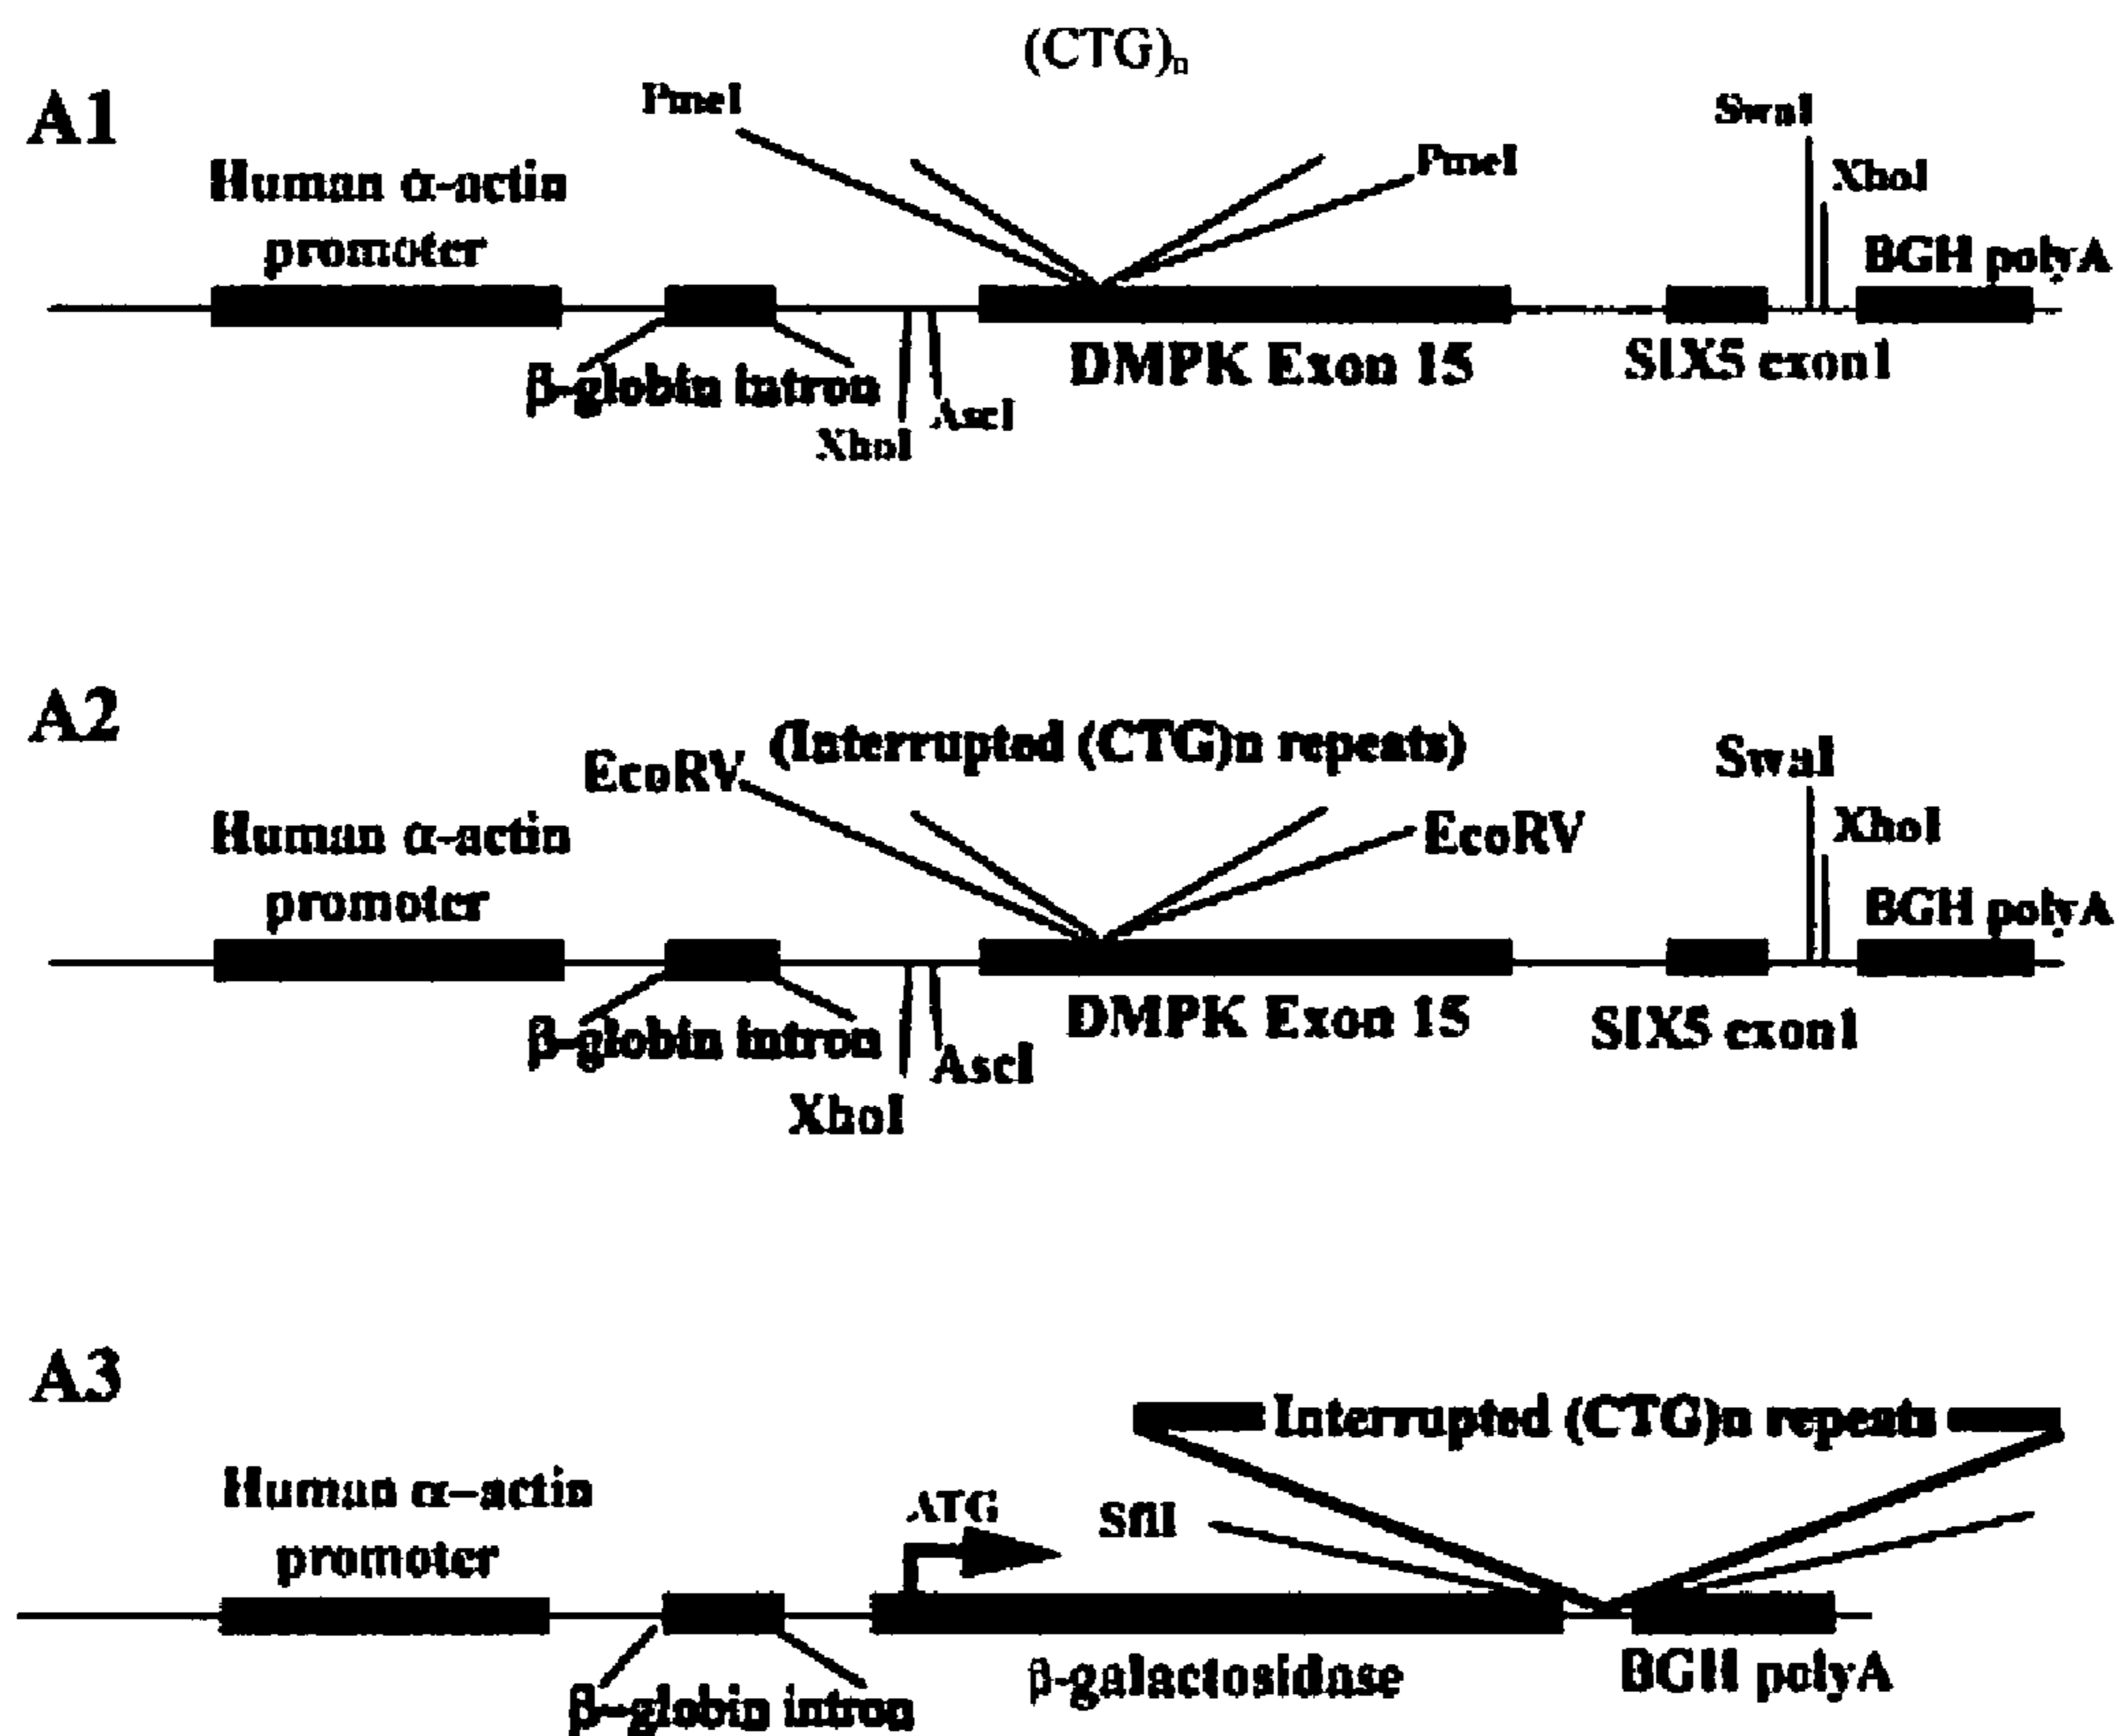 (CTG)n
A1
PmeI
SwaI
Human α-actin
promoter
PmeI
XhoI
BGH polyA
β-globin intron
DMPK Exon 15
SIX5 exon1
XhoI
AscI
A2
(Interrupted (CTG)n repeats)
EcoRV
SwaI
Human α-actin
promoter
EcoRV
XhoI
BGH polyA
β-globin intron
DMPK Exon 15
SIX5 exon1
AscI
XhoI
A3
Interrupted (CTG)n repeats
Human α-actin
promoter
ATG
SfiI
β-galactosidase
BGH polyA
β-globin intron